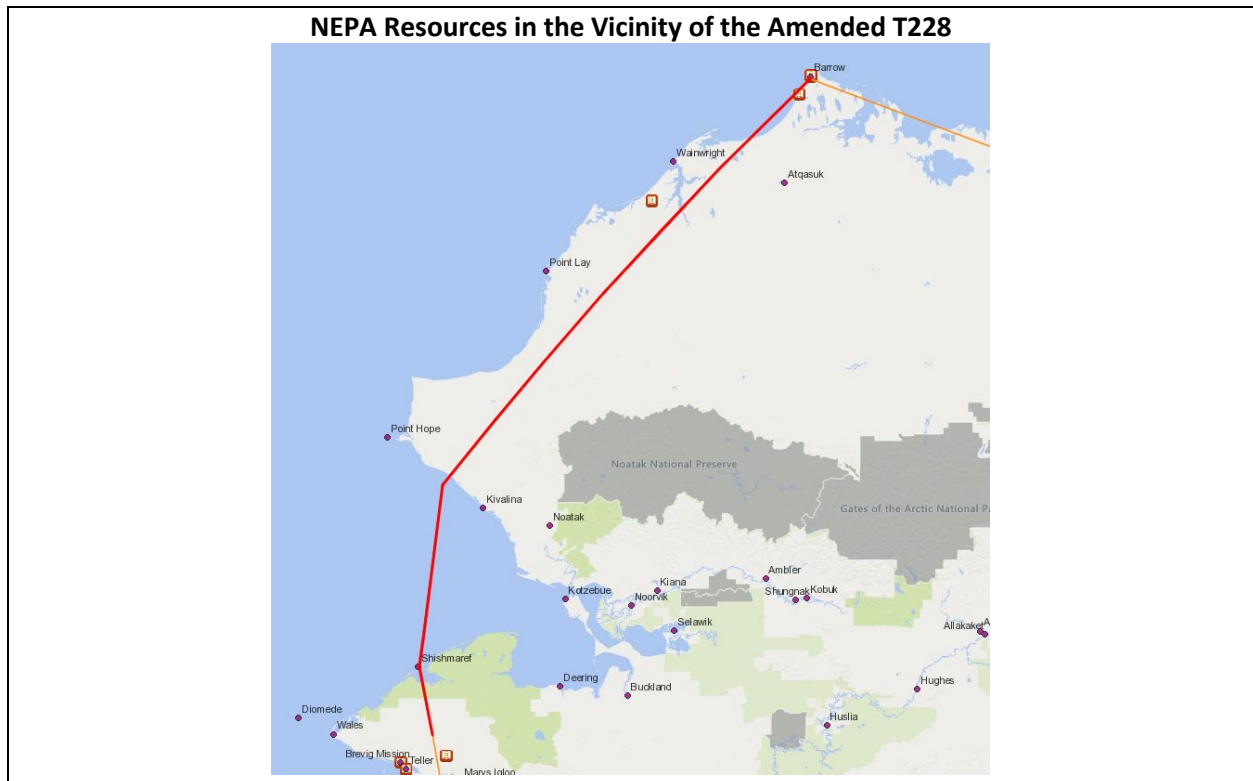 NEPA Resources in the Vicinity of the Amended T228
Barrow
Wainwright
Atqasuk
Point Lay
Point Hope
Noatak National Preserve
Gates of the Arctic National Pa
Kivalina
Noatak
Ambler
Kiana
Shungnak
Kobuk
Kotzebue
Noorvik
Selawik
Allakaket
A
Shishmaref
Deering
Buckland
Hughes
Diomede
Huslia
Wales
Brevig Mission
Teller
Marys Igloo